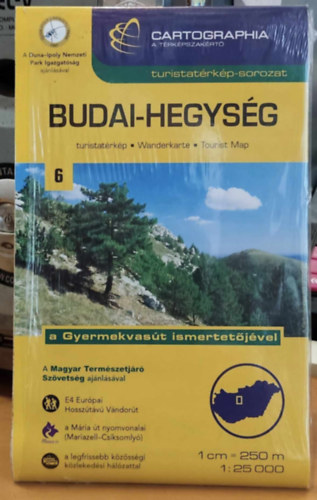 A Duna-Ipoly Nemzeti
Park Igazgatóság
ajánlásával
CARTOGRAPHIA
A TÉRKÉPSZAKÉRTŐ
turistatérkép-sorozat
BUDAI-HEGYSÉG
turistatérkép • Wanderkarte • Tourist Map
6
a Gyermekvasút ismertetőjével
A Magyar Természetjáró
Szövetség ajánlásával
E4 Európai
Hosszútávú Vándorút
a Mária út nyomvonalai
(Mariazell-Csíksomlyó)
a legfrissebb közösségi
közlekedési hálózattal
1 cm = 250 m
1:25 000